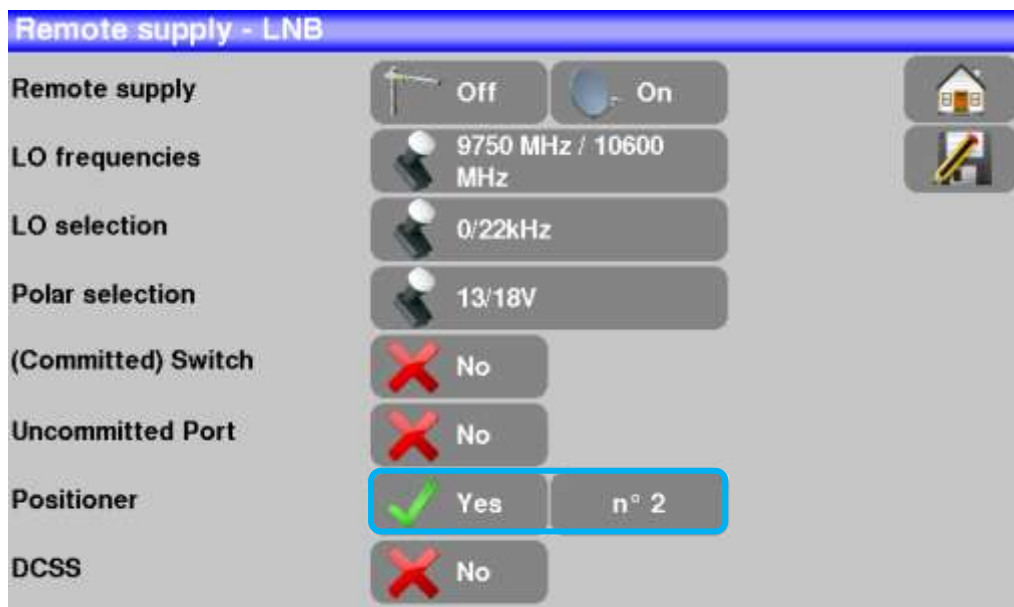 Remote supply - LNB
Remote supply Off On
LO frequencies 9750 MHz / 10600
MHz
LO selection 0/22kHz
Polar selection 13/18V
(Committed) Switch No
Uncommitted Port No
Positioner Yes n° 2
DCSS No